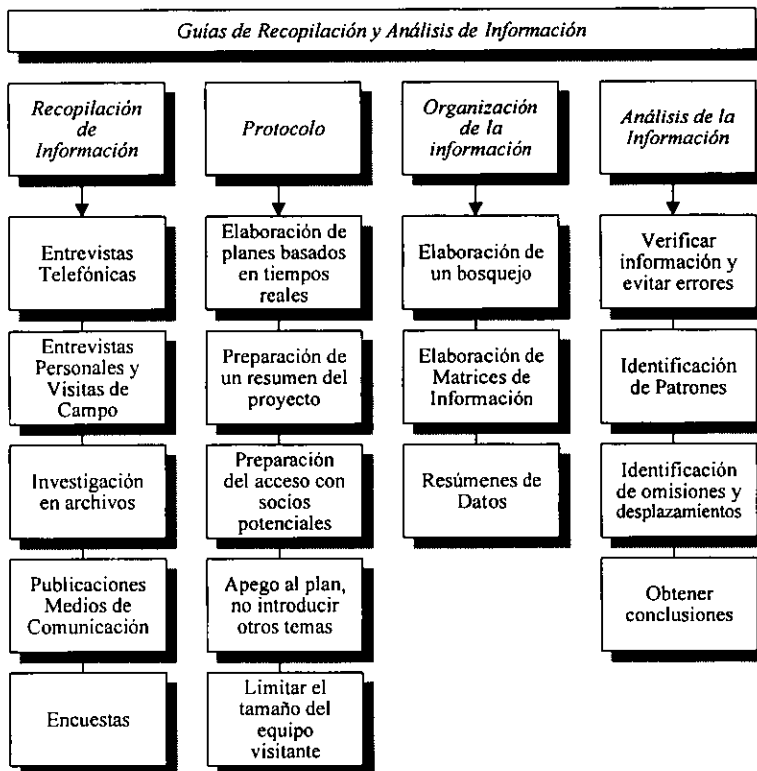 Guías de Recopilación y Análisis de Información
Recopilación
de
Información
Entrevistas
Telefónicas
Entrevistas
Personales y
Visitas de
Campo
Investigación
en archivos
Publicaciones
Medios de
Comunicación
Encuestas
Protocolo
Elaboración de
planes basados
en tiempos
reales
Preparación de
un resumen del
proyecto
Preparación
del acceso con
socios
potenciales
Apego al plan,
no introducir
otros temas
Limitar el
tamaño del
equipo
visitante
Organización
de la
información
Elaboración de
un bosquejo
Elaboración de
Matrices de
Información
Resúmenes de
Datos
Análisis de la
Información
Verificar
información y
evitar errores
Identificación
de Patrones
Identificación
de omisiones y
desplazamientos
Obtener
conclusiones